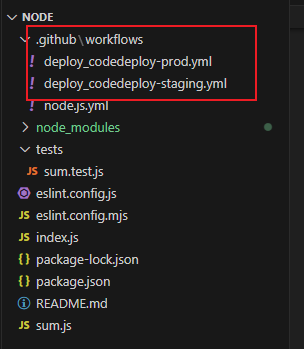 NODE
.github\workflows
! deploy_codedeploy-prod.yml
! deploy_codedeploy-staging.yml
! node.js.yml
node_modules
tests
JS sum.test.js
eslint.config.js
JS eslint.config.mjs
JS index.js
{} package-lock.json
{} package.json
README.md
JS sum.js